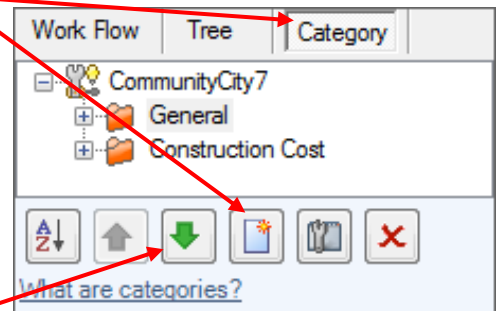 Work Flow Tree Category
CommunityCity7
General
Construction Cost
A
Z
What are categories?